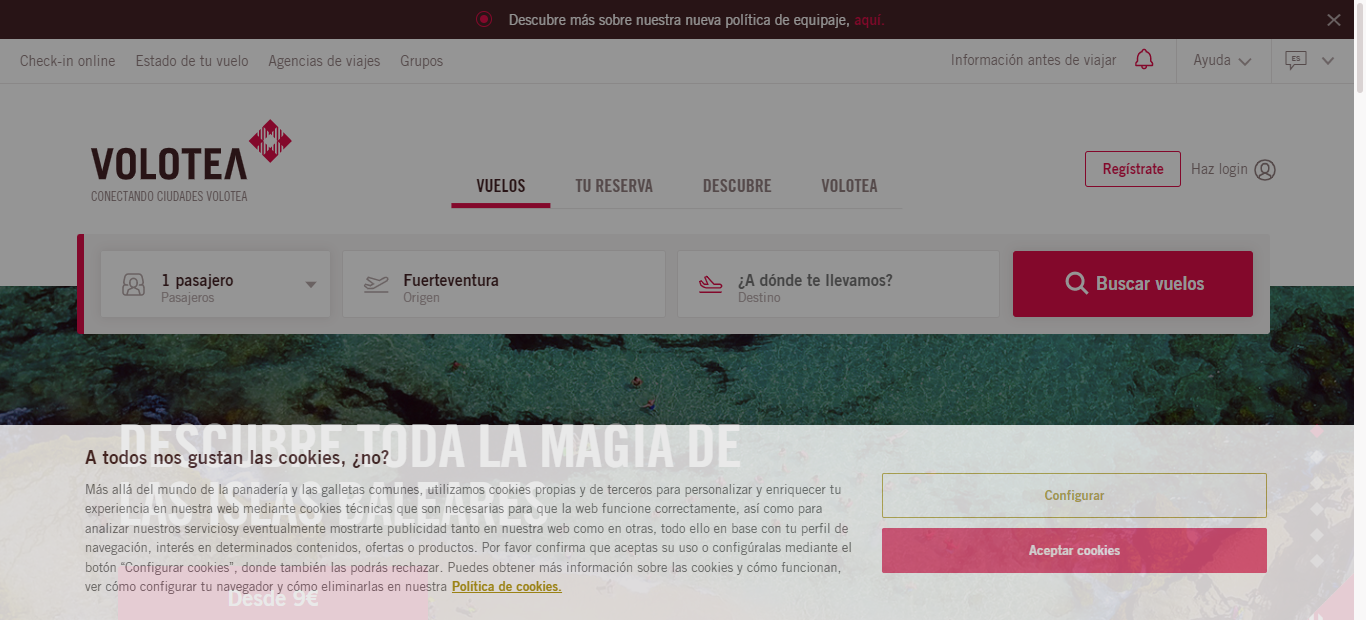 Descubre más sobre nuestra nueva política de equipaje, aquí.
Check-in online
Estado de tu vuelo
Agencias de viajes
Grupos
Información antes de viajar
Ayuda
ES
VOLOTEA
CONECTANDO CIUDADES VOLOTEA
VUELOS
TU RESERVA
DESCUBRE
VOLOTEA
Regístrate
Haz login
1 pasajero
Pasajeros
Fuerteventura
Origen
¿A dónde te llevamos?
Destino
Buscar vuelos
DESCUBRE TODA LA MAGIA DE
LAS ISLAS BALEARES
Desde 9€
A todos nos gustan las cookies, ¿no?
Más allá del mundo de la panadería y las galletas comunes, utilizamos cookies propias y de terceros para personalizar y enriquecer tu
experiencia en nuestra web mediante cookies técnicas que son necesarias para que la web funcione correctamente, así como para
analizar nuestros serviciosy eventualmente mostrarte publicidad tanto en nuestra web como en otras, todo ello en base con tu perfil de
navegación, interés en determinados contenidos, ofertas o productos. Por favor confirma que aceptas su uso o configúralas mediante el
botón “Configurar cookies”, donde también las podrás rechazar. Puedes obtener más información sobre las cookies y cómo funcionan,
ver cómo configurar tu navegador y cómo eliminarlas en nuestra Política de cookies.
Configurar
Aceptar cookies